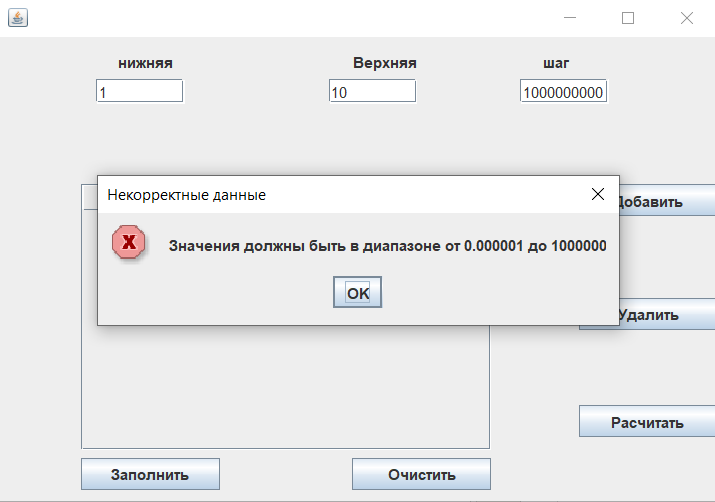 нижняя Верхняя шаг
1 10 1000000000
Некорректные данные
Добавить
Значения должны быть в диапазоне от 0.000001 до 1000000
OK
Удалить
Расчитать
Заполнить Очистить